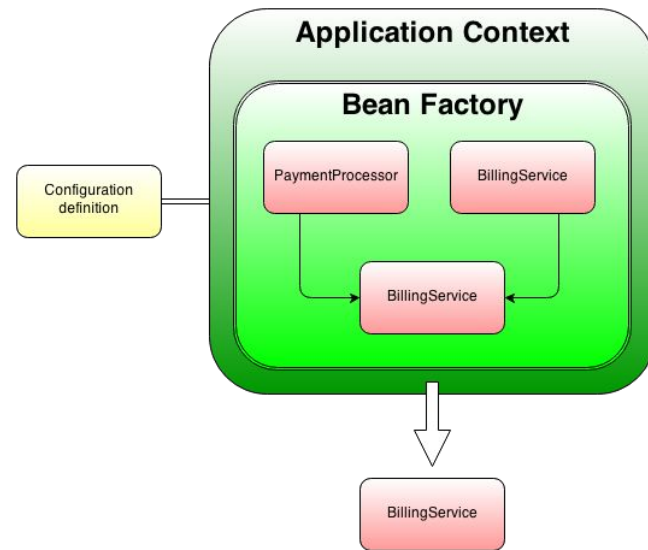 Application Context
Bean Factory
PaymentProcessor
BillingService
Configuration
definition
BillingService
BillingService